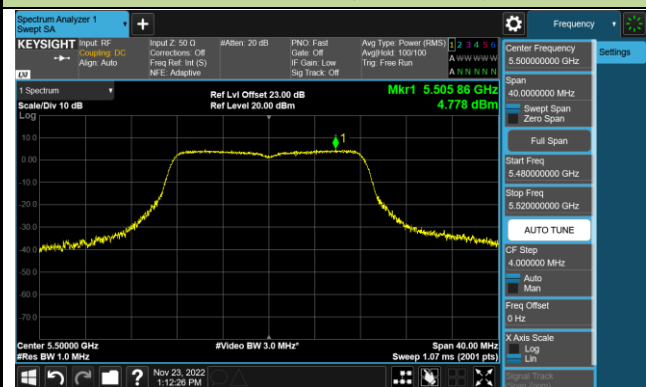 Spectrum Analyzer 1
Swept SA
Frequency
KEYSIGHT
Input: RF
Coupling: DC
Align: Auto
Input Z: 50 Ω
Corrections: Off
Freq Ref: Int (S)
NFE: Adaptive
#Atten: 20 dB
PNO: Fast
Gate: Off
IF Gain: Low
Sig Track: Off
Avg Type: Power (RMS)
Avg|Hold: 100/100
Trig: Free Run
1 2 3 4 5 6
A W W W W W
A N N N N N
LXI
Center Frequency
5.500000000 GHz
Settings
Span
40.0000000 MHz
Swept Span
Zero Span
Full Span
Start Freq
5.480000000 GHz
Stop Freq
5.520000000 GHz
AUTO TUNE
CF Step
4.000000 MHz
Auto
Man
Freq Offset
0 Hz
X Axis Scale
Log
Lin
Signal Track
(Span Zoom)
1 Spectrum
Scale/Div 10 dB
Log
Ref Lvl Offset 23.00 dB
Ref Level 20.00 dBm
Mkr1 5.505 86 GHz
4.778 dBm
1
10.0
0.00
-10.0
-20.0
-30.0
-40.0
-50.0
-60.0
-70.0
Center 5.50000 GHz
#Res BW 1.0 MHz
#Video BW 3.0 MHz*
Span 40.00 MHz
Sweep 1.07 ms (2001 pts)
Nov 23, 2022
1:12:26 PM